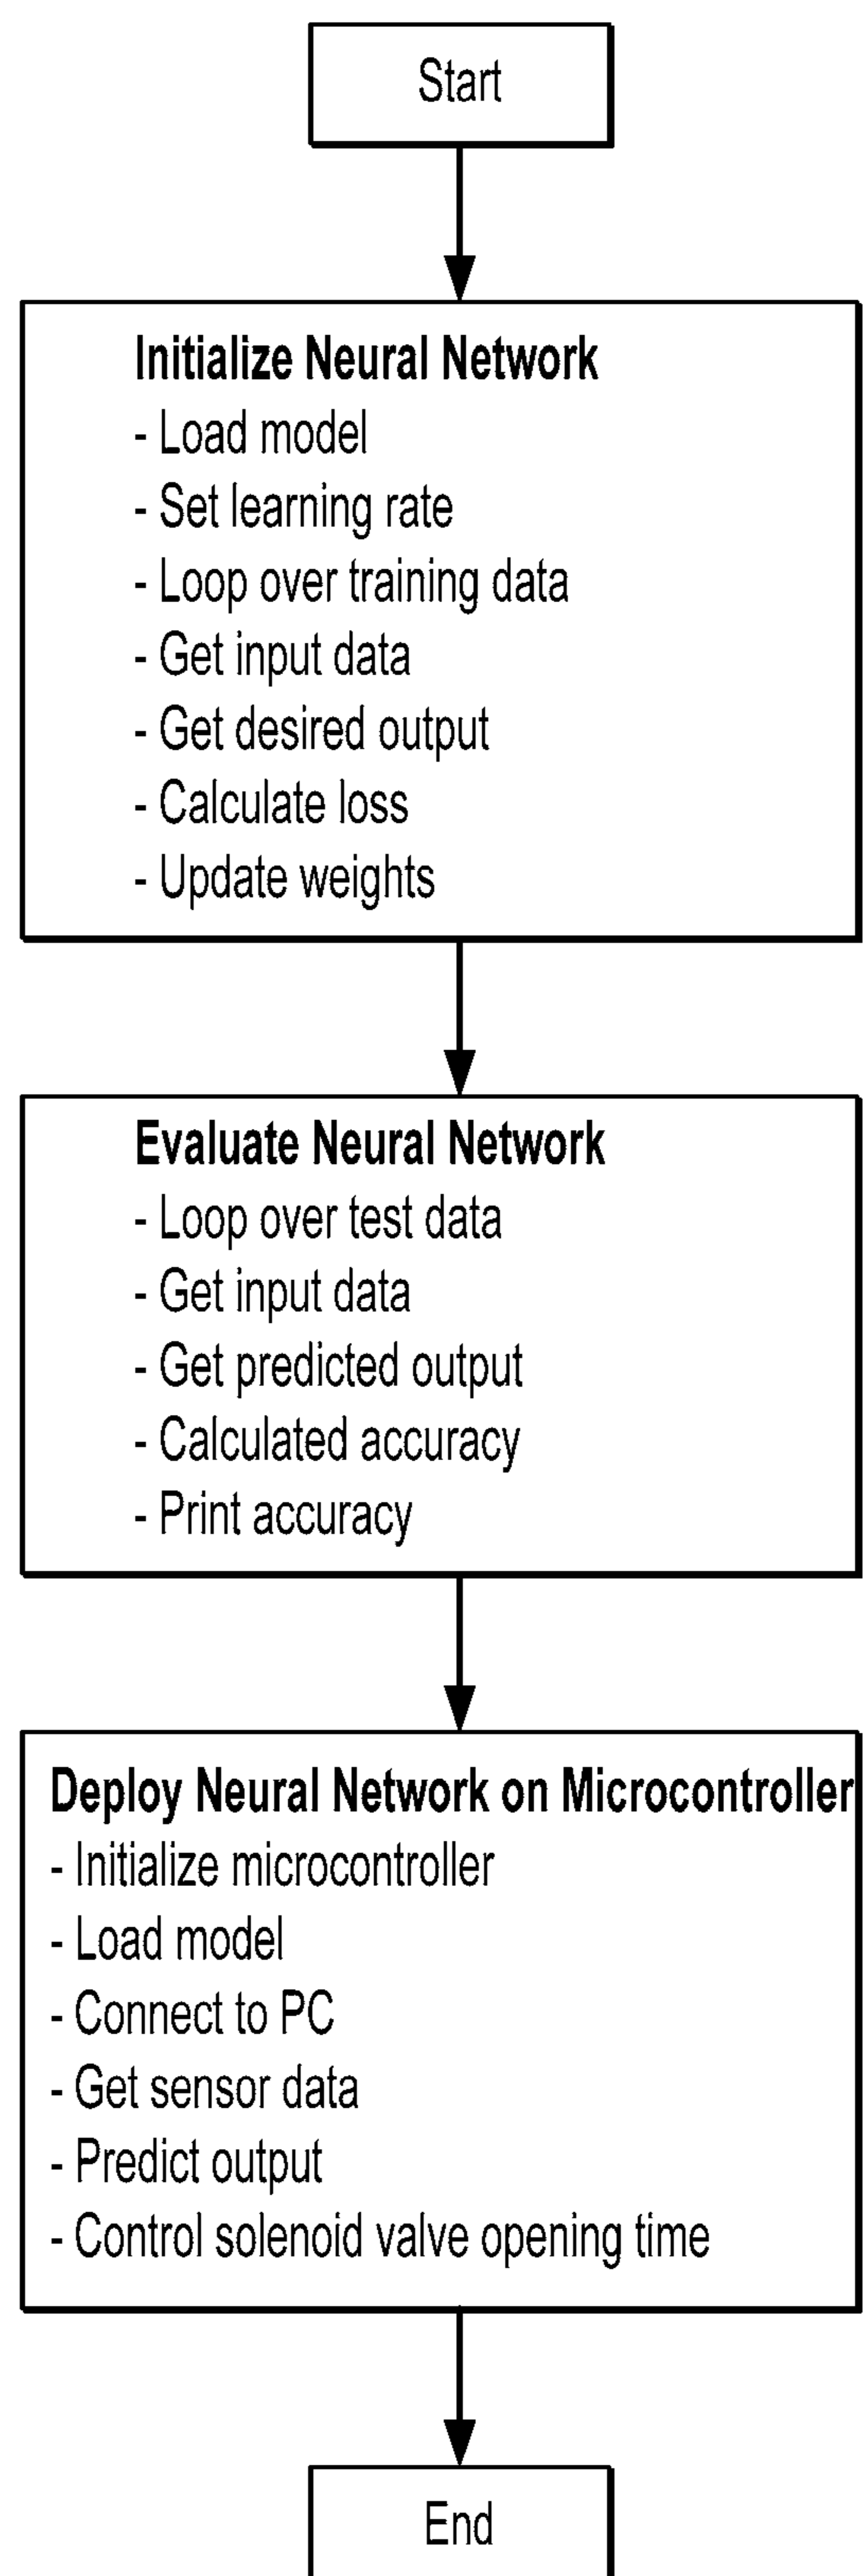 Start
Initialize Neural Network
- Load model
- Set learning rate
- Loop over training data
- Get input data
- Get desired output
- Calculate loss
- Update weights
Evaluate Neural Network
- Loop over test data
- Get input data
- Get predicted output
- Calculated accuracy
- Print accuracy
Deploy Neural Network on Microcontroller
- Initialize microcontroller
- Load model
- Connect to PC
- Get sensor data
- Predict output
- Control solenoid valve opening time
End